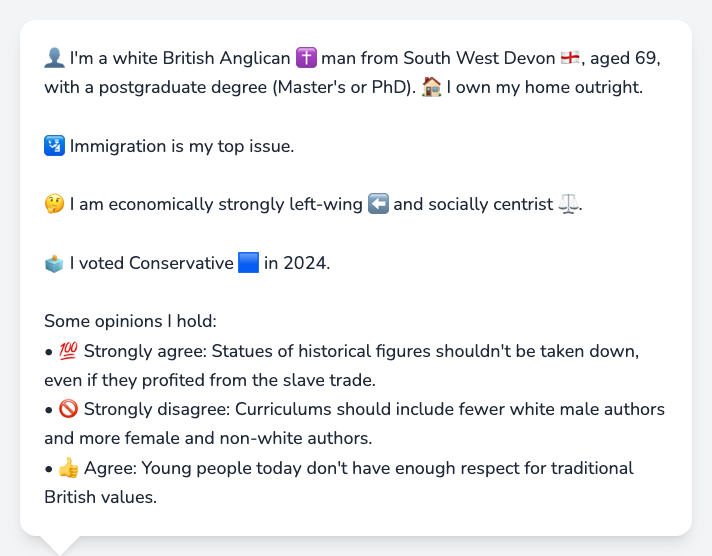 👤 I'm a white British Anglican ✝️ man from South West Devon 🏴󠁧󠁢󠁥󠁮󠁧󠁿, aged 69,
with a postgraduate degree (Master's or PhD). 🏠 I own my home outright.
🛂 Immigration is my top issue.
🤔 I am economically strongly left-wing ⬅️ and socially centrist ⚖️.
🗳️ I voted Conservative 🟦 in 2024.
Some opinions I hold:
• 💯 Strongly agree: Statues of historical figures shouldn't be taken down,
even if they profited from the slave trade.
• 🚫 Strongly disagree: Curriculums should include fewer white male authors
and more female and non-white authors.
• 👍 Agree: Young people today don't have enough respect for traditional
British values.